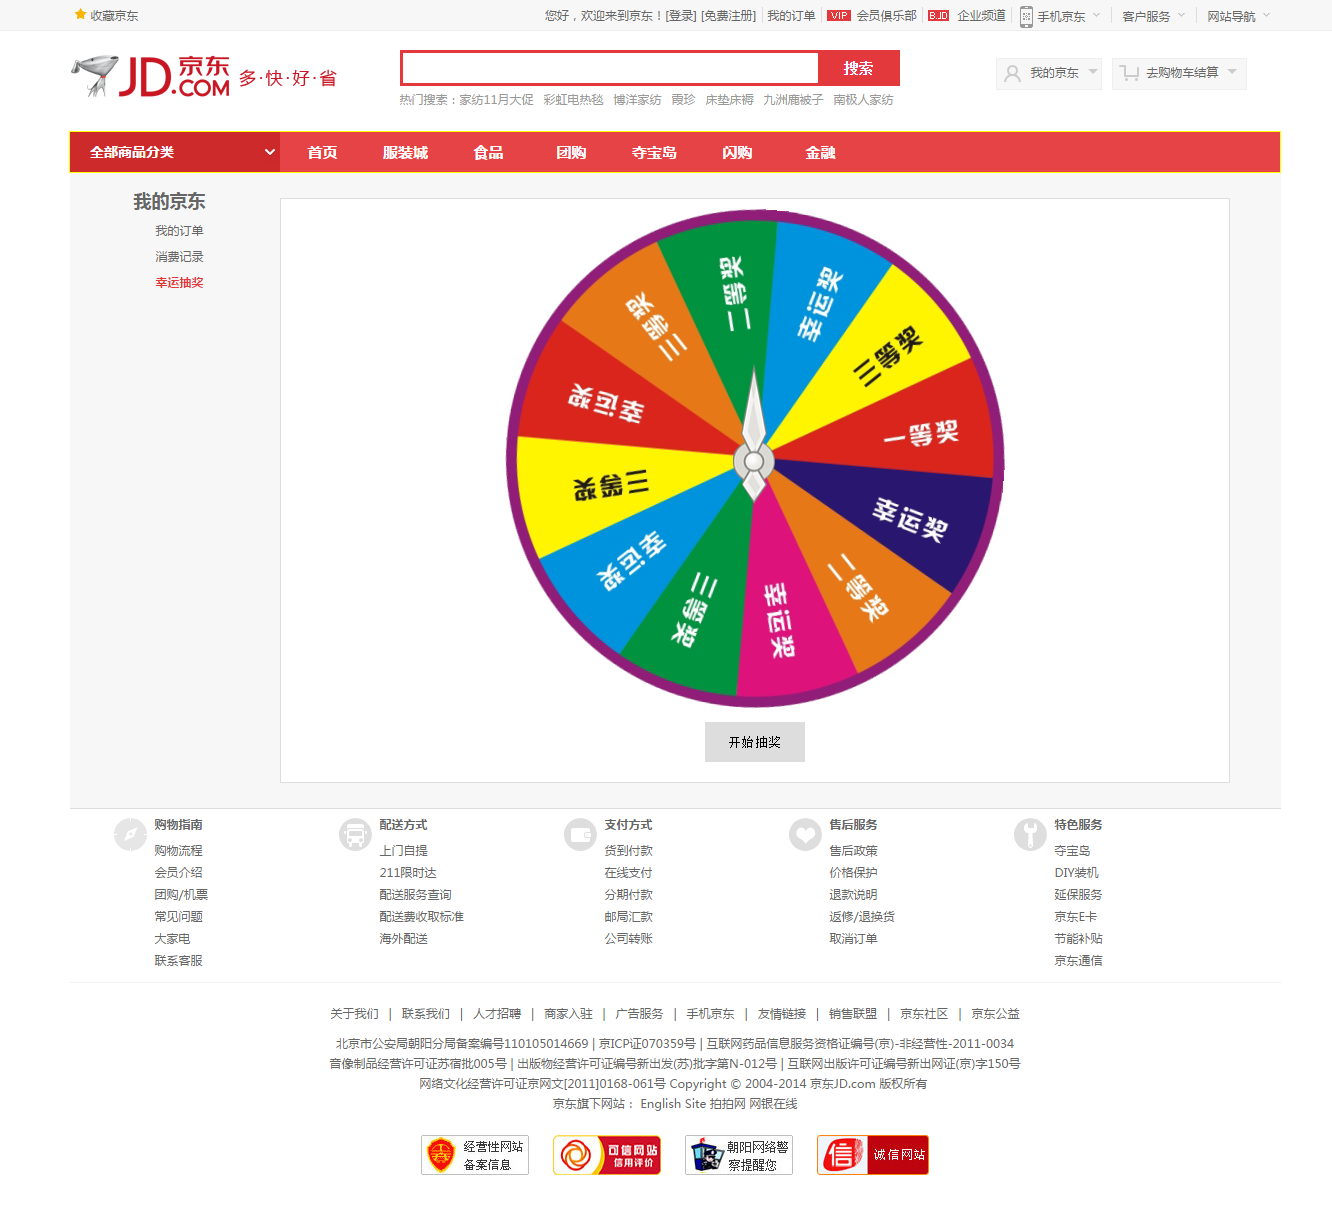 收藏京东
您好，欢迎来到京东！[登录] [免费注册] 我的订单 VIP 会员俱乐部 B.JD 企业频道 手机京东 客户服务 网站导航
JD.COM 京东 多·快·好·省
搜索
我的京东 去购物车结算
热门搜索：家纺11月大促 彩虹电热毯 博洋家纺 霞珍 床垫床褥 九洲鹿被子 南极人家纺
全部商品分类 首页 服装城 食品 团购 夺宝岛 闪购 金融
我的京东
我的订单
消费记录
幸运抽奖
二等奖
幸运奖
三等奖
一等奖
幸运奖
二等奖
幸运奖
三等奖
幸运奖
三等奖
幸运奖
三等奖
开始抽奖
购物指南
购物流程
会员介绍
团购/机票
常见问题
大家电
联系客服
配送方式
上门自提
211限时达
配送服务查询
配送费收取标准
海外配送
支付方式
货到付款
在线支付
分期付款
邮局汇款
公司转账
售后服务
售后政策
价格保护
退款说明
返修/退换货
取消订单
特色服务
夺宝岛
DIY装机
延保服务
京东E卡
节能补贴
京东通信
关于我们 | 联系我们 | 人才招聘 | 商家入驻 | 广告服务 | 手机京东 | 友情链接 | 销售联盟 | 京东社区 | 京东公益
北京市公安局朝阳分局备案编号110105014669 | 京ICP证070359号 | 互联网药品信息服务资格证编号(京)-非经营性-2011-0034
音像制品经营许可证苏宿批005号 | 出版物经营许可证编号新出发(苏)批字第N-012号 | 互联网出版许可证编号新出网证(京)字150号
网络文化经营许可证京网文[2011]0168-061号 Copyright © 2004-2014 京东JD.com 版权所有
京东旗下网站： English Site 拍拍网 网银在线
经营性网站
备案信息
可信网站
信用评价
朝阳网络警
察提醒您
信 诚信网站